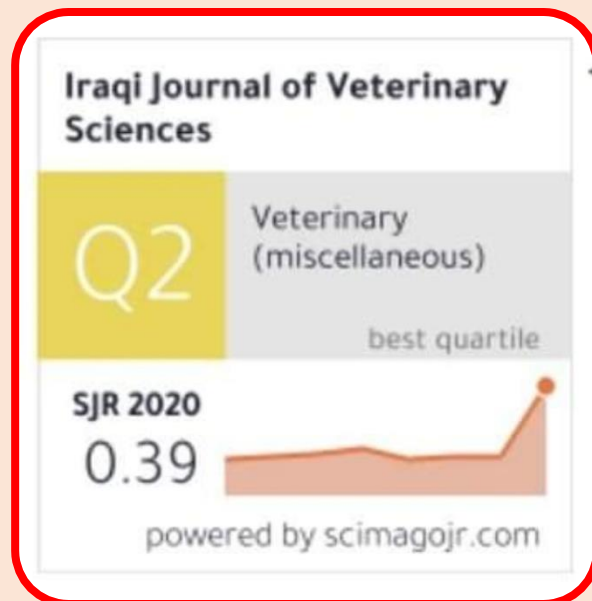 Iraqi Journal of Veterinary
Sciences
Q2
Veterinary
(miscellaneous)
best quartile
SJR 2020
0.39
powered by scimagojr.com